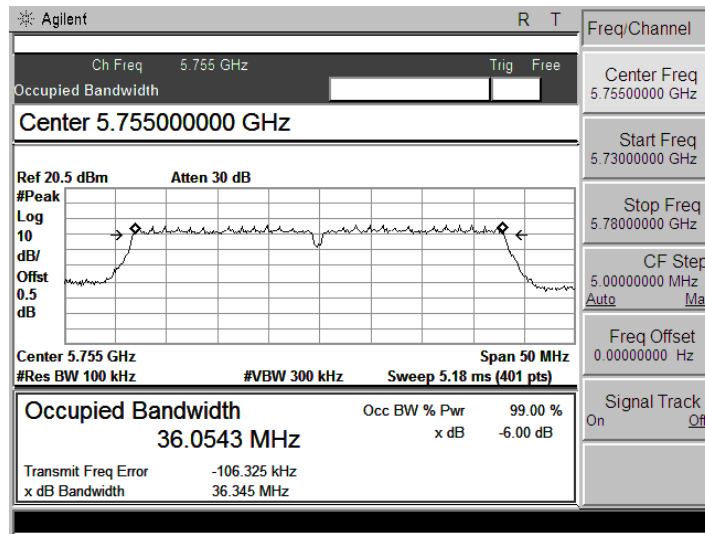 Agilent R T
Ch Freq 5.755 GHz Trig Free
Occupied Bandwidth
Center 5.755000000 GHz
Ref 20.5 dBm Atten 30 dB
#Peak
Log
10
dB/
Offst
0.5
dB
Center 5.755 GHz Span 50 MHz
#Res BW 100 kHz #VBW 300 kHz Sweep 5.18 ms (401 pts)
Occupied Bandwidth Occ BW % Pwr 99.00 %
36.0543 MHz x dB -6.00 dB
Transmit Freq Error -106.325 kHz
x dB Bandwidth 36.345 MHz
Freq/Channel
Center Freq
5.75500000 GHz
Start Freq
5.73000000 GHz
Stop Freq
5.78000000 GHz
CF Step
5.00000000 MHz
Auto Ma
Freq Offset
0.00000000 Hz
Signal Track
On Off